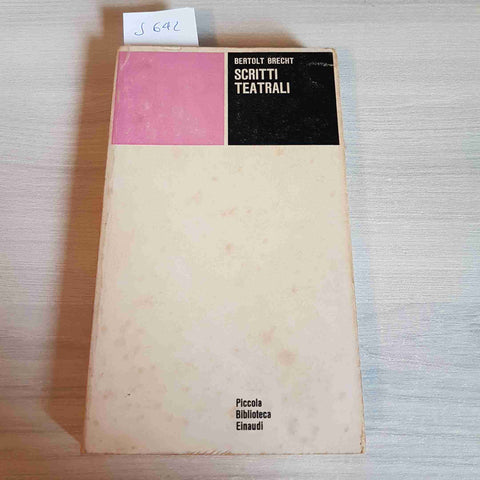 J 642
BERTOLT BRECHT
SCRITTI
TEATRALI
Piccola
Biblioteca
Einaudi